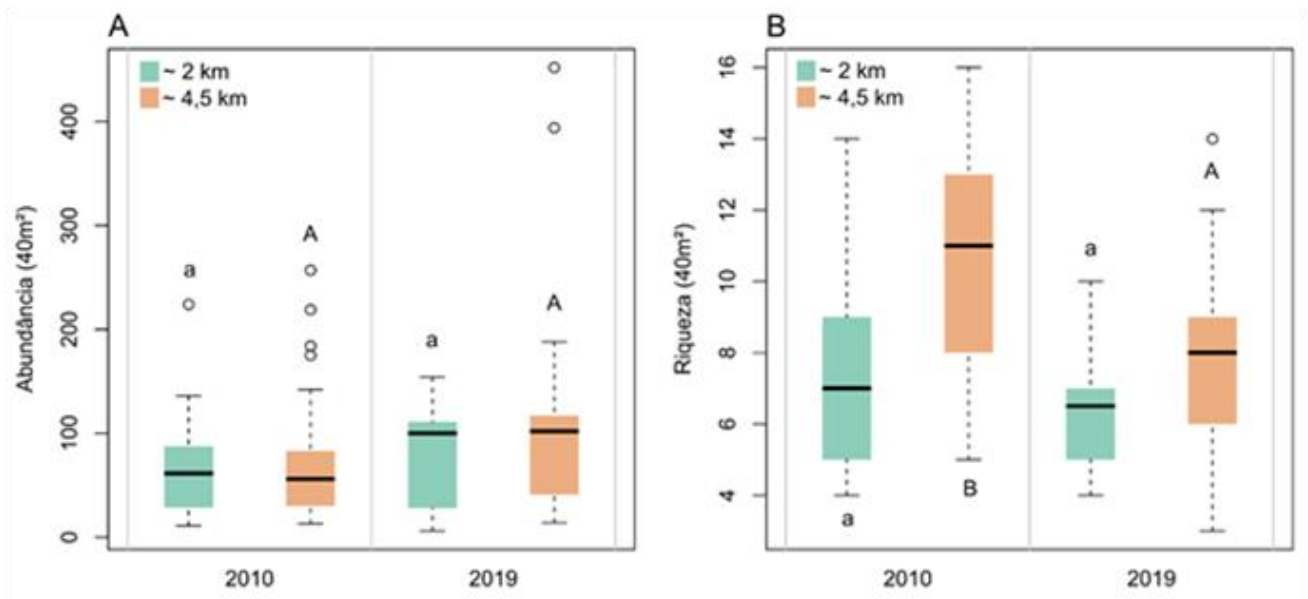 A
~ 2 km
~ 4,5 km
Abundância (40m²)
400
300
200
100
0
a
A
a
A
2010
2019
B
~ 2 km
~ 4,5 km
Riqueza (40m²)
16
14
12
10
8
6
4
a
B
a
A
2010
2019